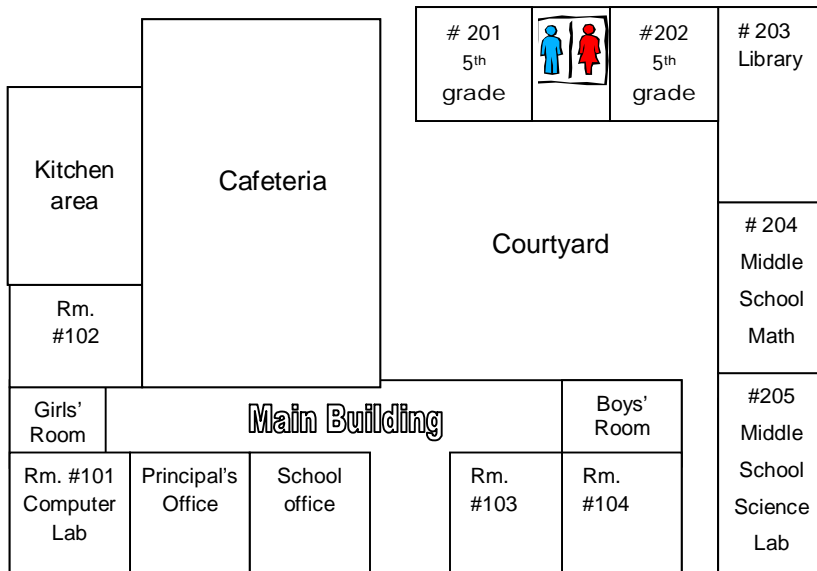 # 201
5th
grade
#202
5th
grade
# 203
Library
Kitchen
area
Cafeteria
Courtyard
# 204
Middle
School
Math
Rm.
#102
Girls'
Room
Main Building
Boys'
Room
#205
Middle
School
Science
Lab
Rm. #101
Computer
Lab
Principal's
Office
School
office
Rm.
#103
Rm.
#104